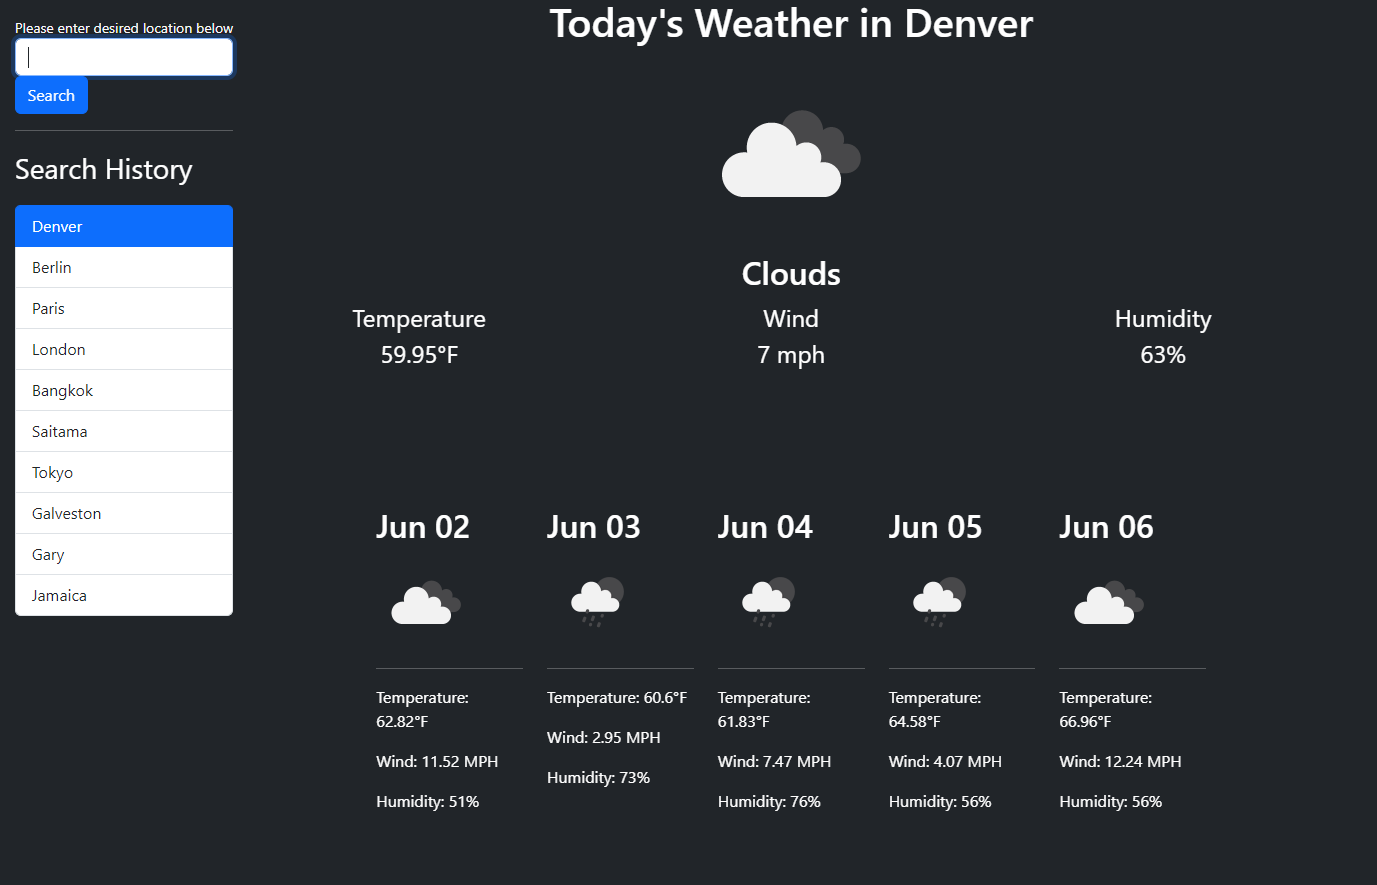 Please enter desired location below
Search
Search History
Denver
Berlin
Paris
London
Bangkok
Saitama
Tokyo
Galveston
Gary
Jamaica
Today's Weather in Denver
Clouds
Temperature
59.95°F
Wind
7 mph
Humidity
63%
Jun 02
Temperature:
62.82°F
Wind: 11.52 MPH
Humidity: 51%
Jun 03
Temperature: 60.6°F
Wind: 2.95 MPH
Humidity: 73%
Jun 04
Temperature:
61.83°F
Wind: 7.47 MPH
Humidity: 76%
Jun 05
Temperature:
64.58°F
Wind: 4.07 MPH
Humidity: 56%
Jun 06
Temperature:
66.96°F
Wind: 12.24 MPH
Humidity: 56%